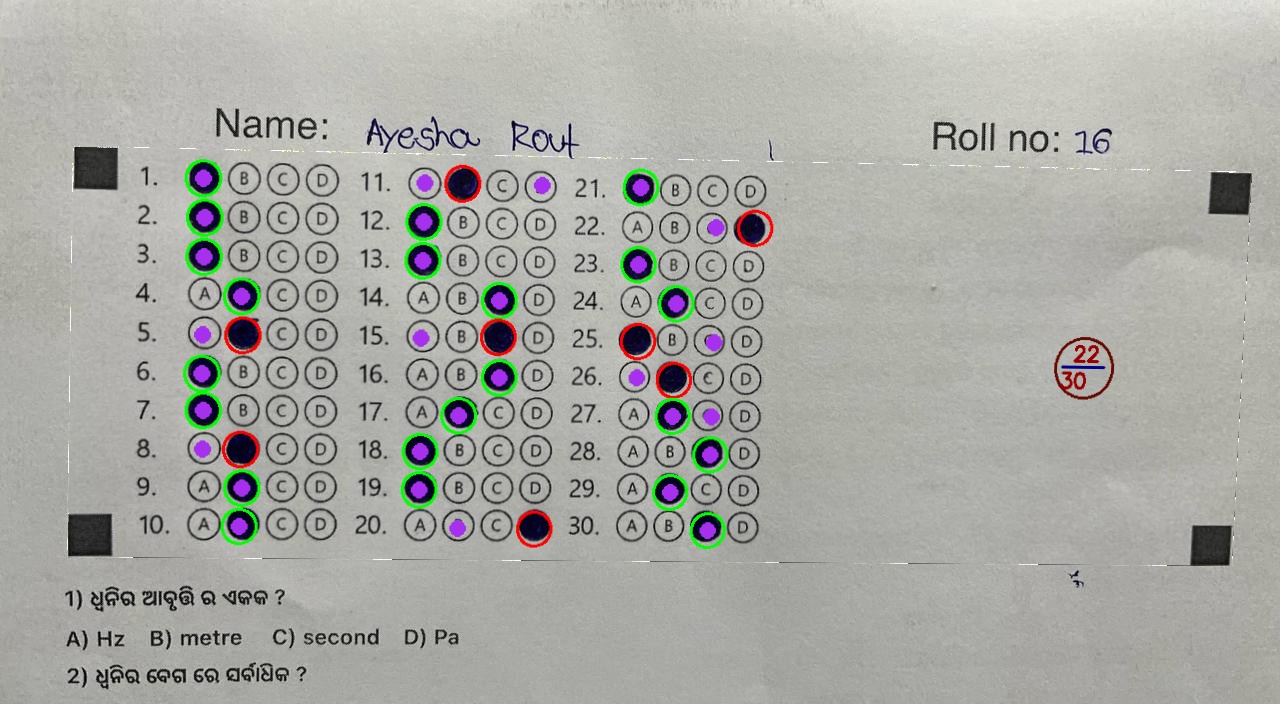 Name: Ayesha Rout Roll no: 16
1. B C D 11. C 21. B C D
2. B C D 12. B C D 22. A B
3. B C D 13. B C D 23. B C D
4. A C D 14. A B D 24. A C D
5. C D 15. B D 25. B D
6. B C D 16. A B D 26. C D
7. B C D 17. A C D 27. A D
8. C D 18. B C D 28. A B D
9. A C D 19. B C D 29. A C D
10. A C D 20. A C 30. A B D
22
30
1) ଧ୍ୱନିର ଆବୃତ୍ତି ର ଏକକ ?
A) Hz B) metre C) second D) Pa
2) ଧ୍ୱନିର ବେଗ ରେ ସର୍ବାଧିକ ?